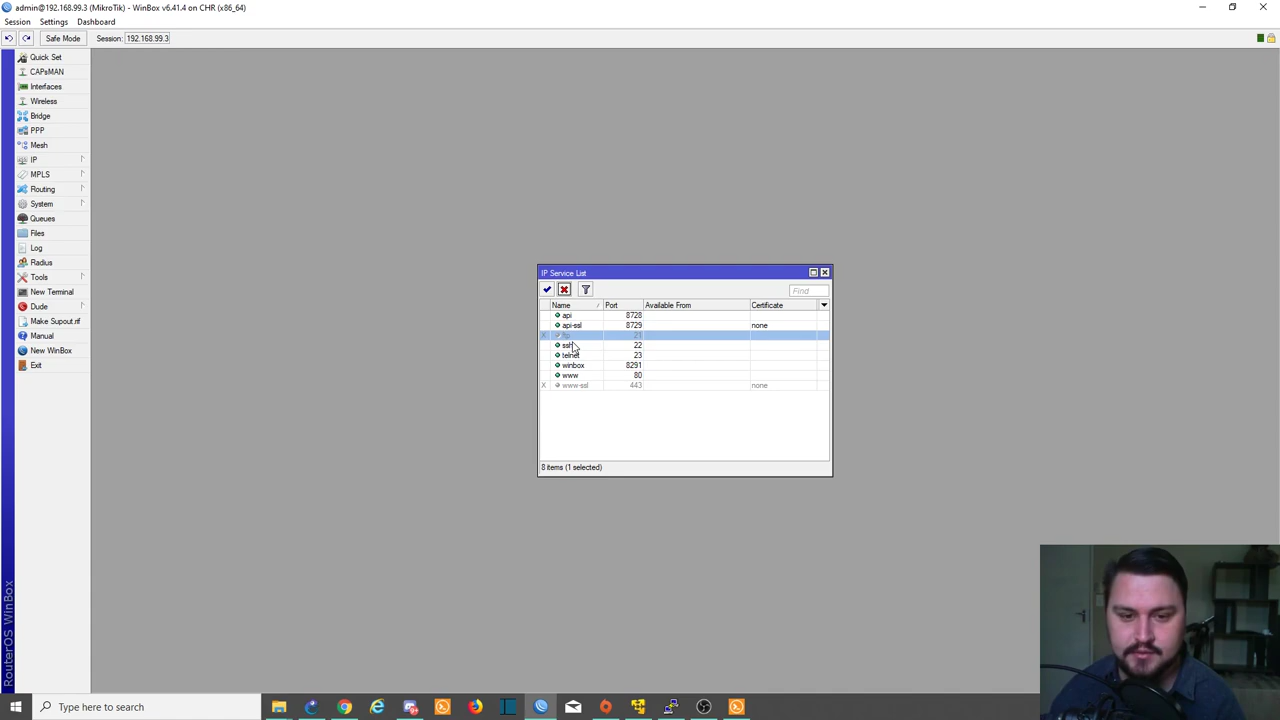 admin@192.168.99.3 (MikroTik) - WinBox v6.41.4 on CHR (x86_64)
Session Settings Dashboard
Safe Mode Session: 192.168.99.3
Quick Set
CAPsMAN
Interfaces
Wireless
Bridge
PPP
Mesh
IP
MPLS
Routing
System
Queues
Files
Log
Radius
Tools
New Terminal
Dude
Make Supout.rif
Manual
New WinBox
Exit
RouterOS WinBox
IP Service List
Find
Name Port Available From Certificate
api 8728
api-ssl 8729 none
X ftp 21
ssh 22
telnet 23
winbox 8291
www 80
X www-ssl 443 none
8 items (1 selected)
Type here to search